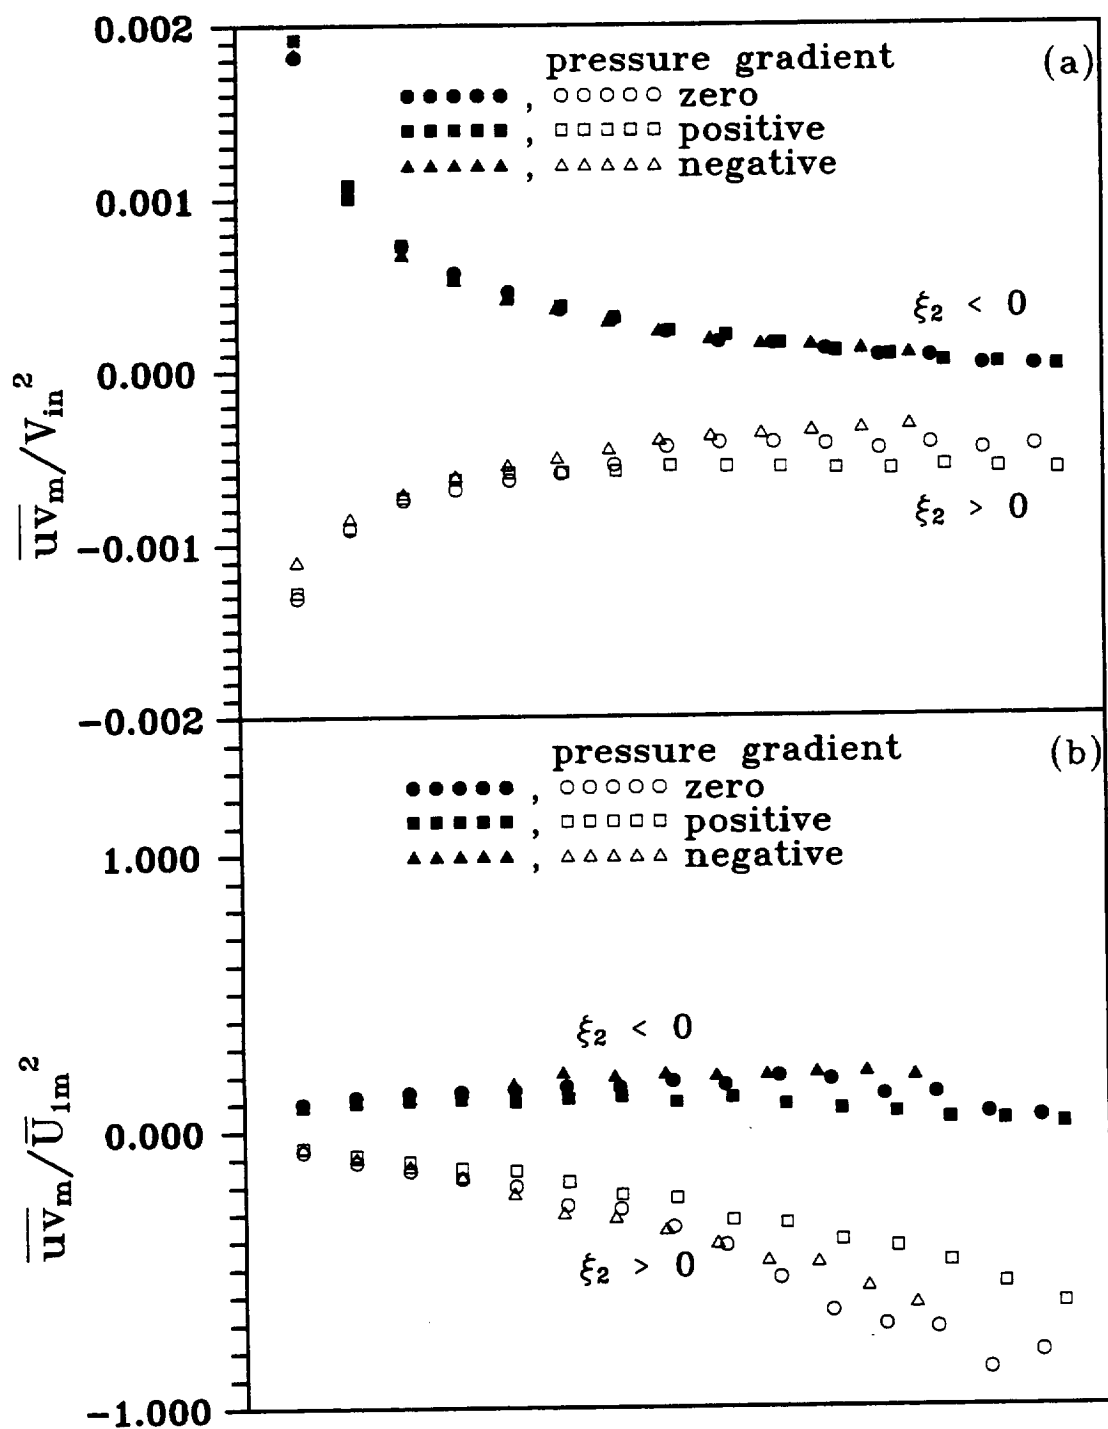 0.002
pressure gradient (a)
, zero
, positive
, negative
0.001
ξ₂ < 0
0.000
ξ₂ > 0
-0.001
-0.002
uvₘ/Vᵢₙ²
pressure gradient (b)
, zero
, positive
, negative
1.000
ξ₂ < 0
0.000
ξ₂ > 0
-1.000
uvₘ/U₁ₘ²